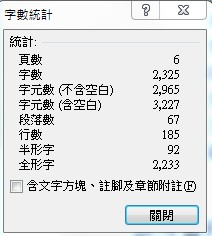 字數統計
統計:
頁數 6
字數 2,325
字元數 (不含空白) 2,965
字元數 (含空白) 3,227
段落數 67
行數 185
半形字 92
全形字 2,233
含文字方塊、註腳及章節附註(F)
關閉